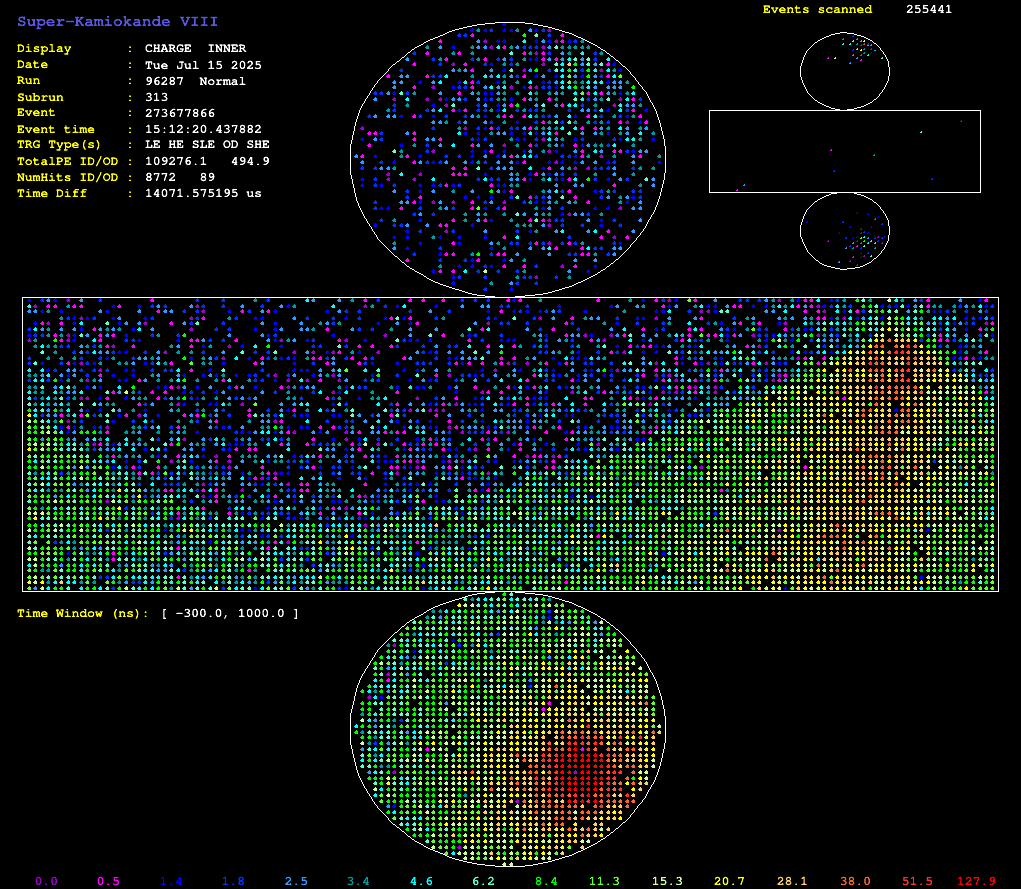 Super-Kamiokande VIII
Events scanned 255441
Display : CHARGE INNER
Date : Tue Jul 15 2025
Run : 96287 Normal
Subrun : 313
Event : 273677866
Event time : 15:12:20.437882
TRG Type(s) : LE HE SLE OD SHE
TotalPE ID/OD : 109276.1 494.9
NumHits ID/OD : 8772 89
Time Diff : 14071.575195 us
Time Window (ns): [ -300.0, 1000.0 ]
0.0 0.5 1.4 1.8 2.5 3.4 4.6 6.2 8.4 11.3 15.3 20.7 28.1 38.0 51.5 127.9